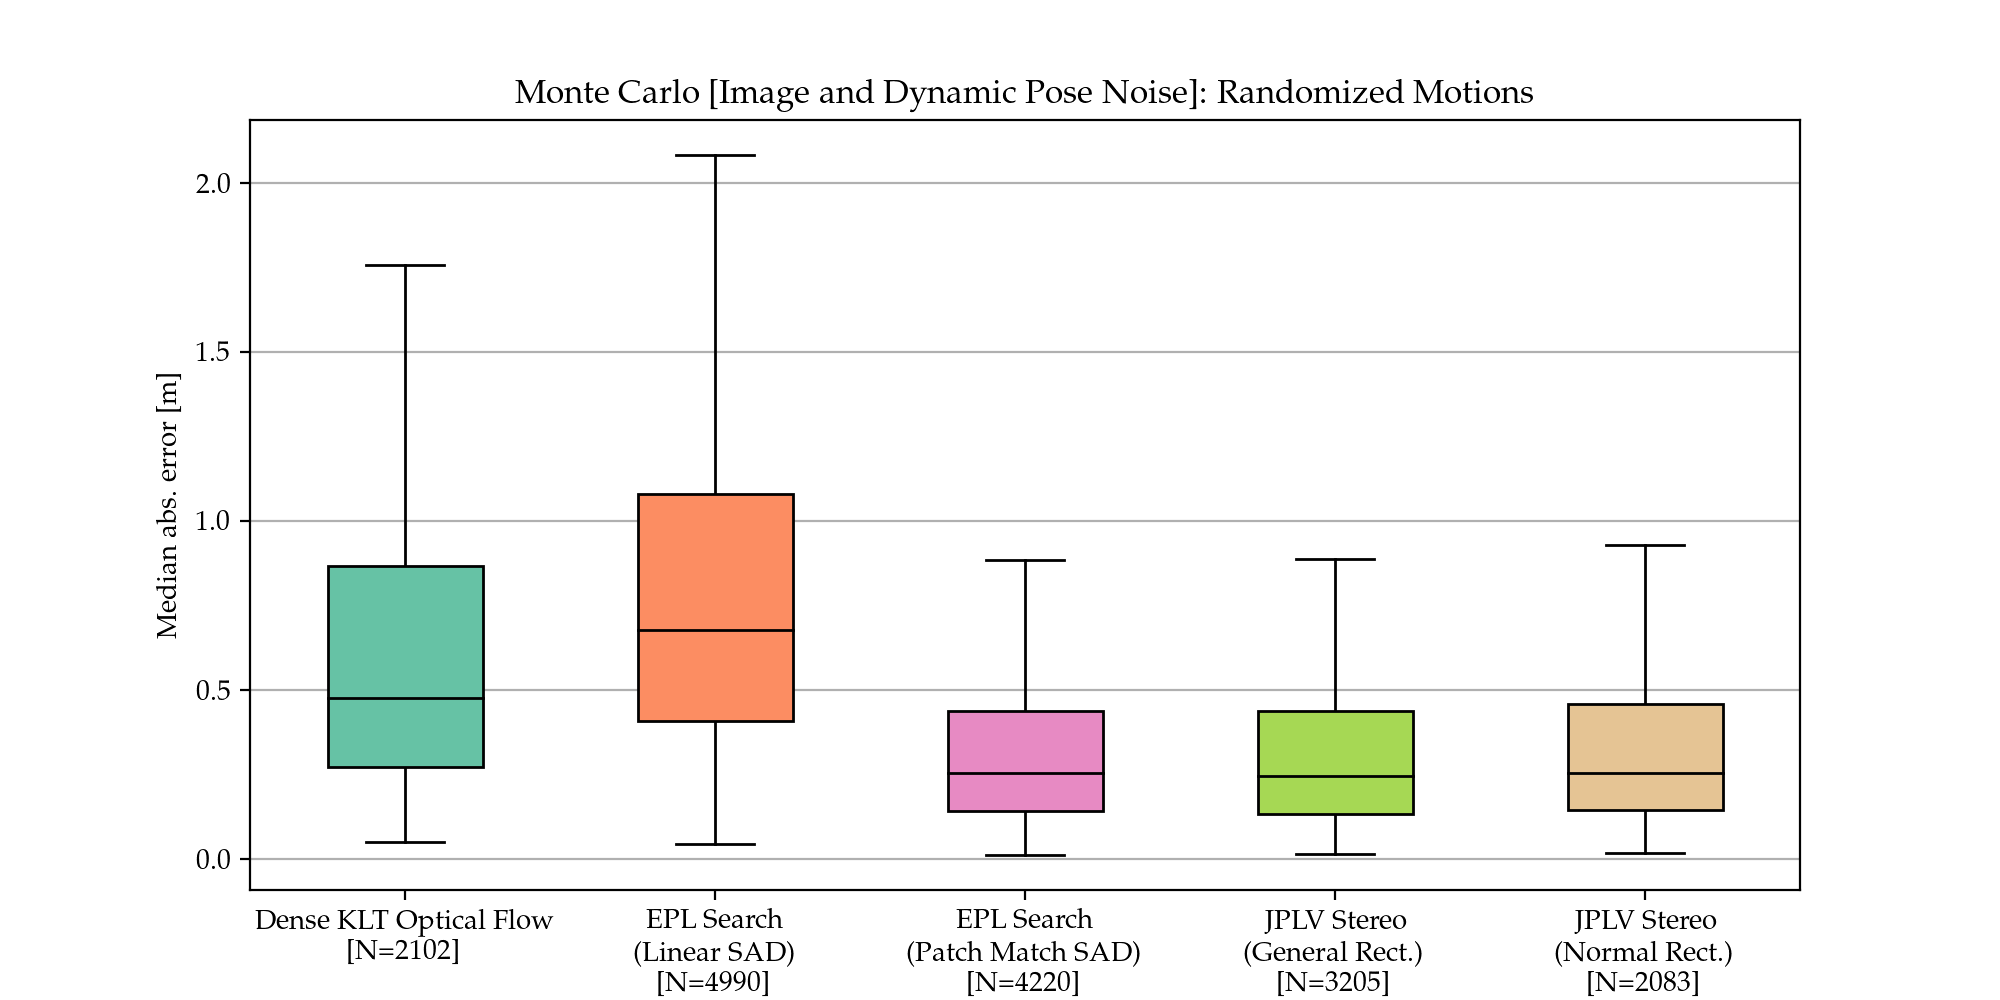 Monte Carlo [Image and Dynamic Pose Noise]: Randomized Motions
Median abs. error [m]
2.0
1.5
1.0
0.5
0.0
Dense KLT Optical Flow
[N=2102]
EPL Search
(Linear SAD)
[N=4990]
EPL Search
(Patch Match SAD)
[N=4220]
JPLV Stereo
(General Rect.)
[N=3205]
JPLV Stereo
(Normal Rect.)
[N=2083]